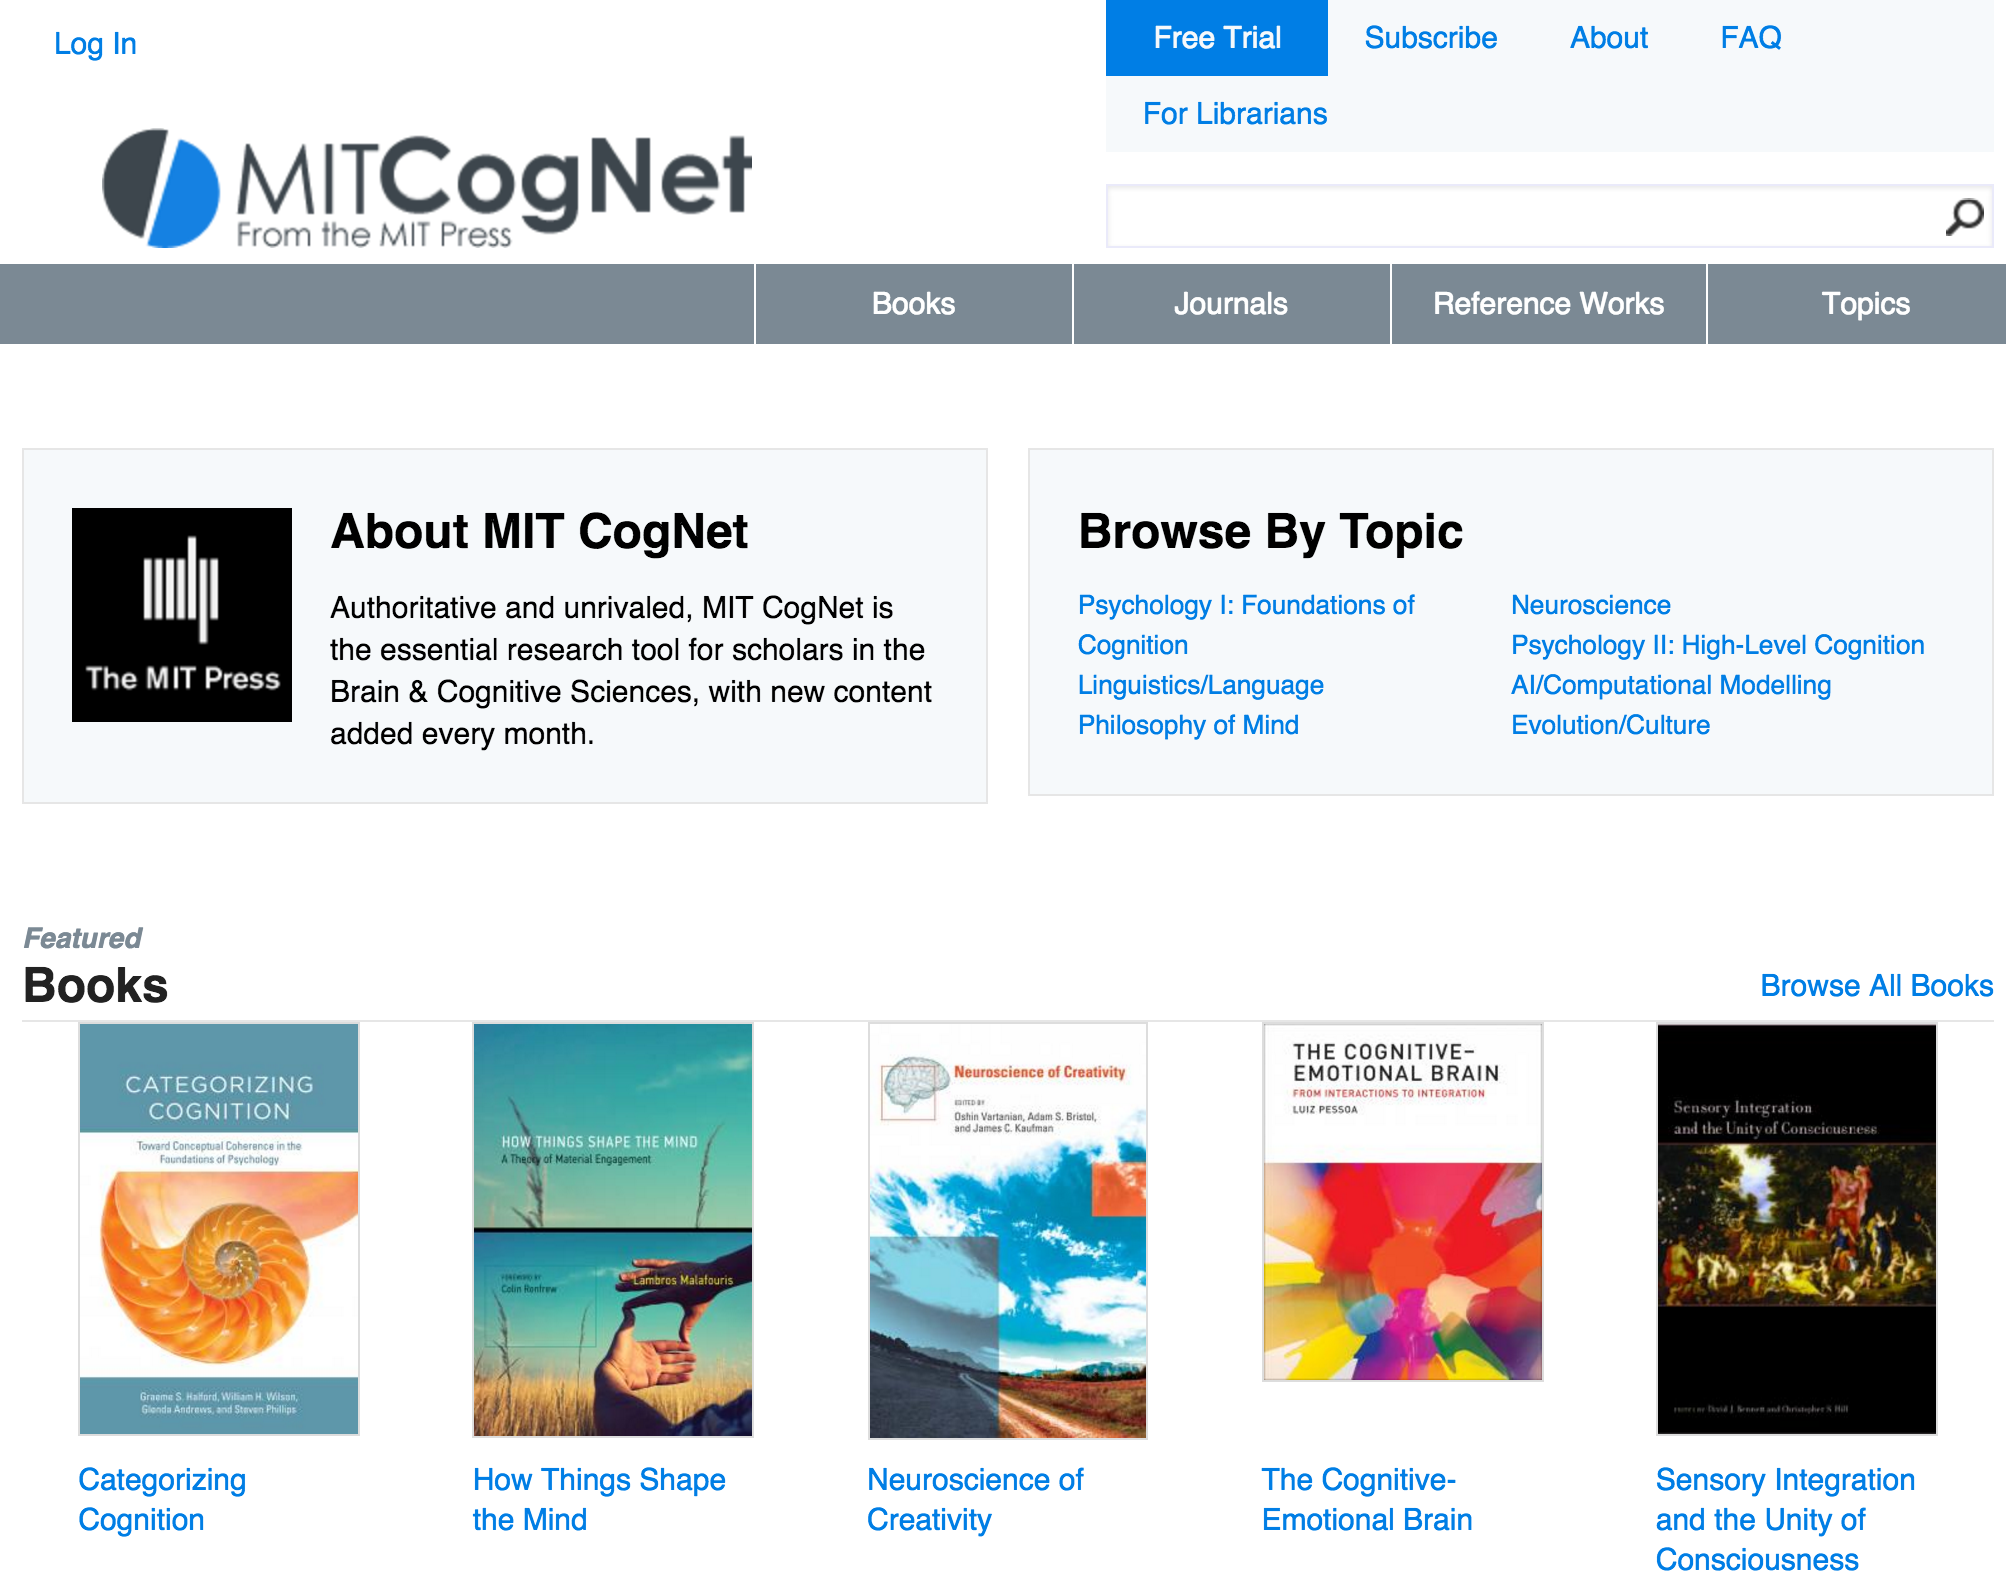 Log In
Free Trial
Subscribe
About
FAQ
For Librarians
MITCogNet
From the MIT Press
Books
Journals
Reference Works
Topics
The MIT Press
About MIT CogNet
Authoritative and unrivaled, MIT CogNet is
the essential research tool for scholars in the
Brain & Cognitive Sciences, with new content
added every month.
Browse By Topic
Psychology I: Foundations of
Cognition
Linguistics/Language
Philosophy of Mind
Neuroscience
Psychology II: High-Level Cognition
AI/Computational Modelling
Evolution/Culture
Featured
Books
Browse All Books
CATEGORIZING
COGNITION
Toward Conceptual Coherence in the
Foundations of Psychology
Graeme S. Halford, William H. Wilson,
Glenda Andrews, and Steven Phillips
Categorizing
Cognition
HOW THINGS SHAPE THE MIND
A Theory of Material Engagement
FOREWORD BY
Colin Renfrew
Lambros Malafouris
How Things Shape
the Mind
Neuroscience of Creativity
EDITED BY
Oshin Vartanian, Adam S. Bristol,
and James C. Kaufman
Neuroscience of
Creativity
THE COGNITIVE-
EMOTIONAL BRAIN
FROM INTERACTIONS TO INTEGRATION
LUIZ PESSOA
The Cognitive-
Emotional Brain
Sensory Integration
and the Unity of Consciousness
EDITED BY David J. Bennett and Christopher S. Hill
Sensory Integration
and the Unity of
Consciousness